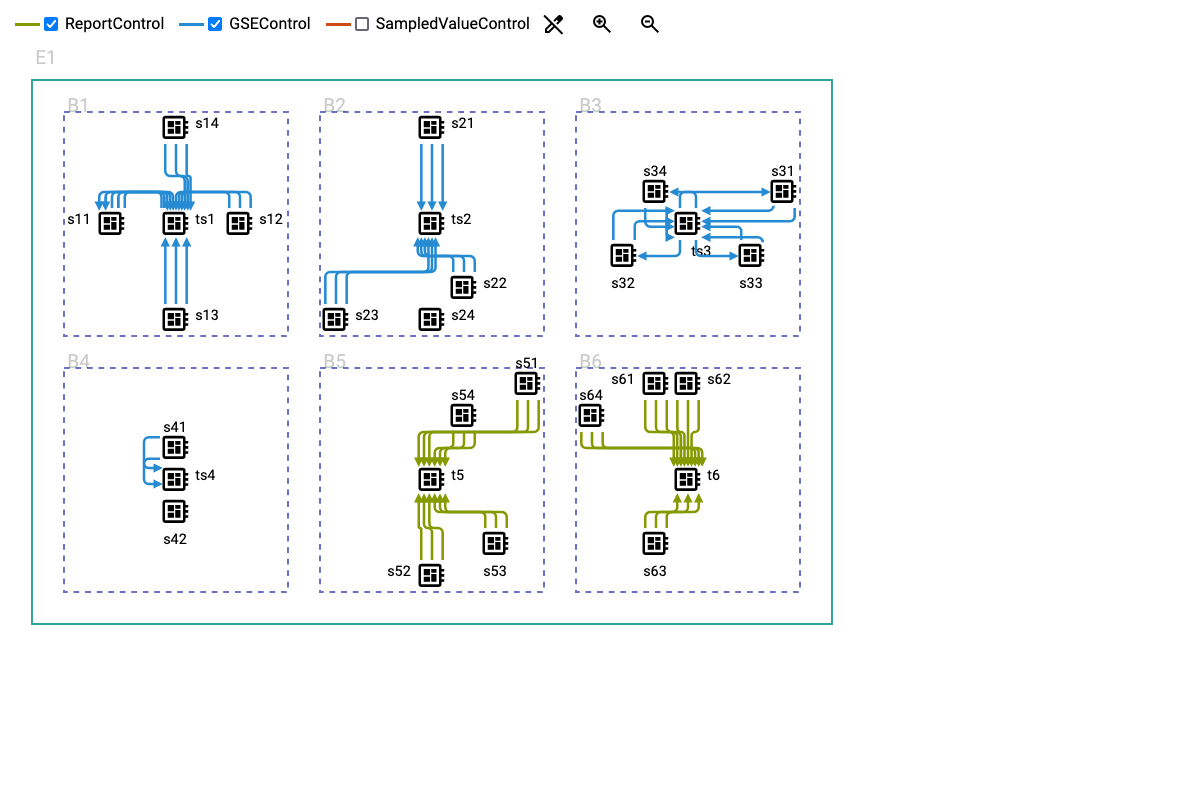 ReportControl GSEControl SampledValueControl
E1
B1 B2 B3
s14 s21
s34 s31
s11 ts1 s12 ts2 ts3
s32 s33
s22
s13 s23 s24
B4 B5 B6
s51
s61 s62
s54 s64
s41
ts4 t5 t6
s42
s52 s53 s63